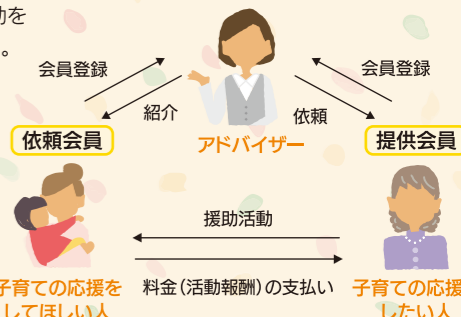 動を
。
会員登録
会員登録
紹介
依頼
依頼会員
アドバイザー
提供会員
援助活動
料金(活動報酬)の支払い
子育ての応援を
してほしい人
子育ての応援
したい人